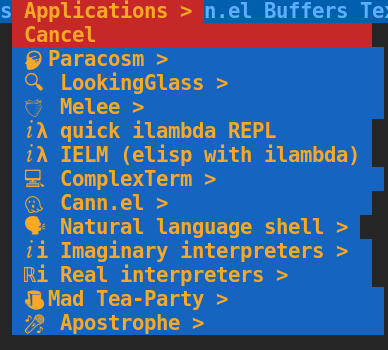 s Applications > n.el Buffers Tex
Cancel
Paracosm >
LookingGlass >
Melee >
𝑖λ quick ilambda REPL
𝑖λ IELM (elisp with ilambda)
ComplexTerm >
Cann.el >
Natural language shell >
𝑖i Imaginary interpreters >
ℝi Real interpreters >
Mad Tea-Party >
Apostrophe >